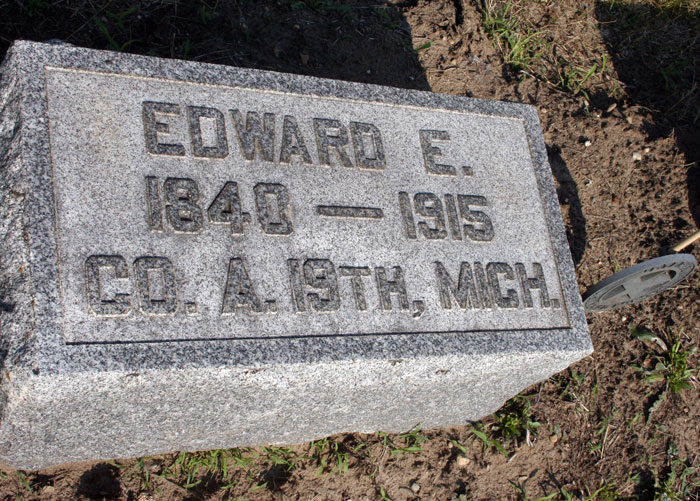 EDWARD E.
1840 — 1915
CO. A. 19TH, MICH.